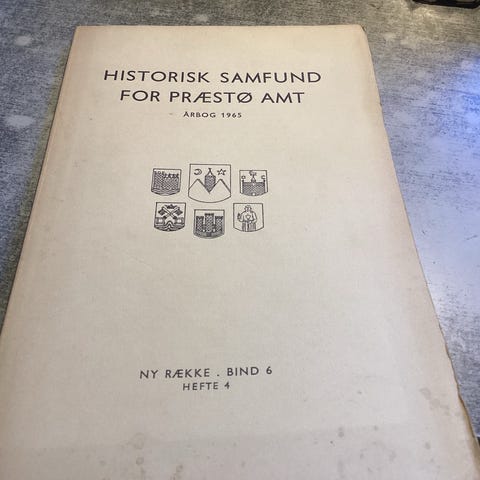 HISTORISK SAMFUND
FOR PRÆSTØ AMT
ÅRBOG 1965
NY RÆKKE . BIND 6
HEFTE 4